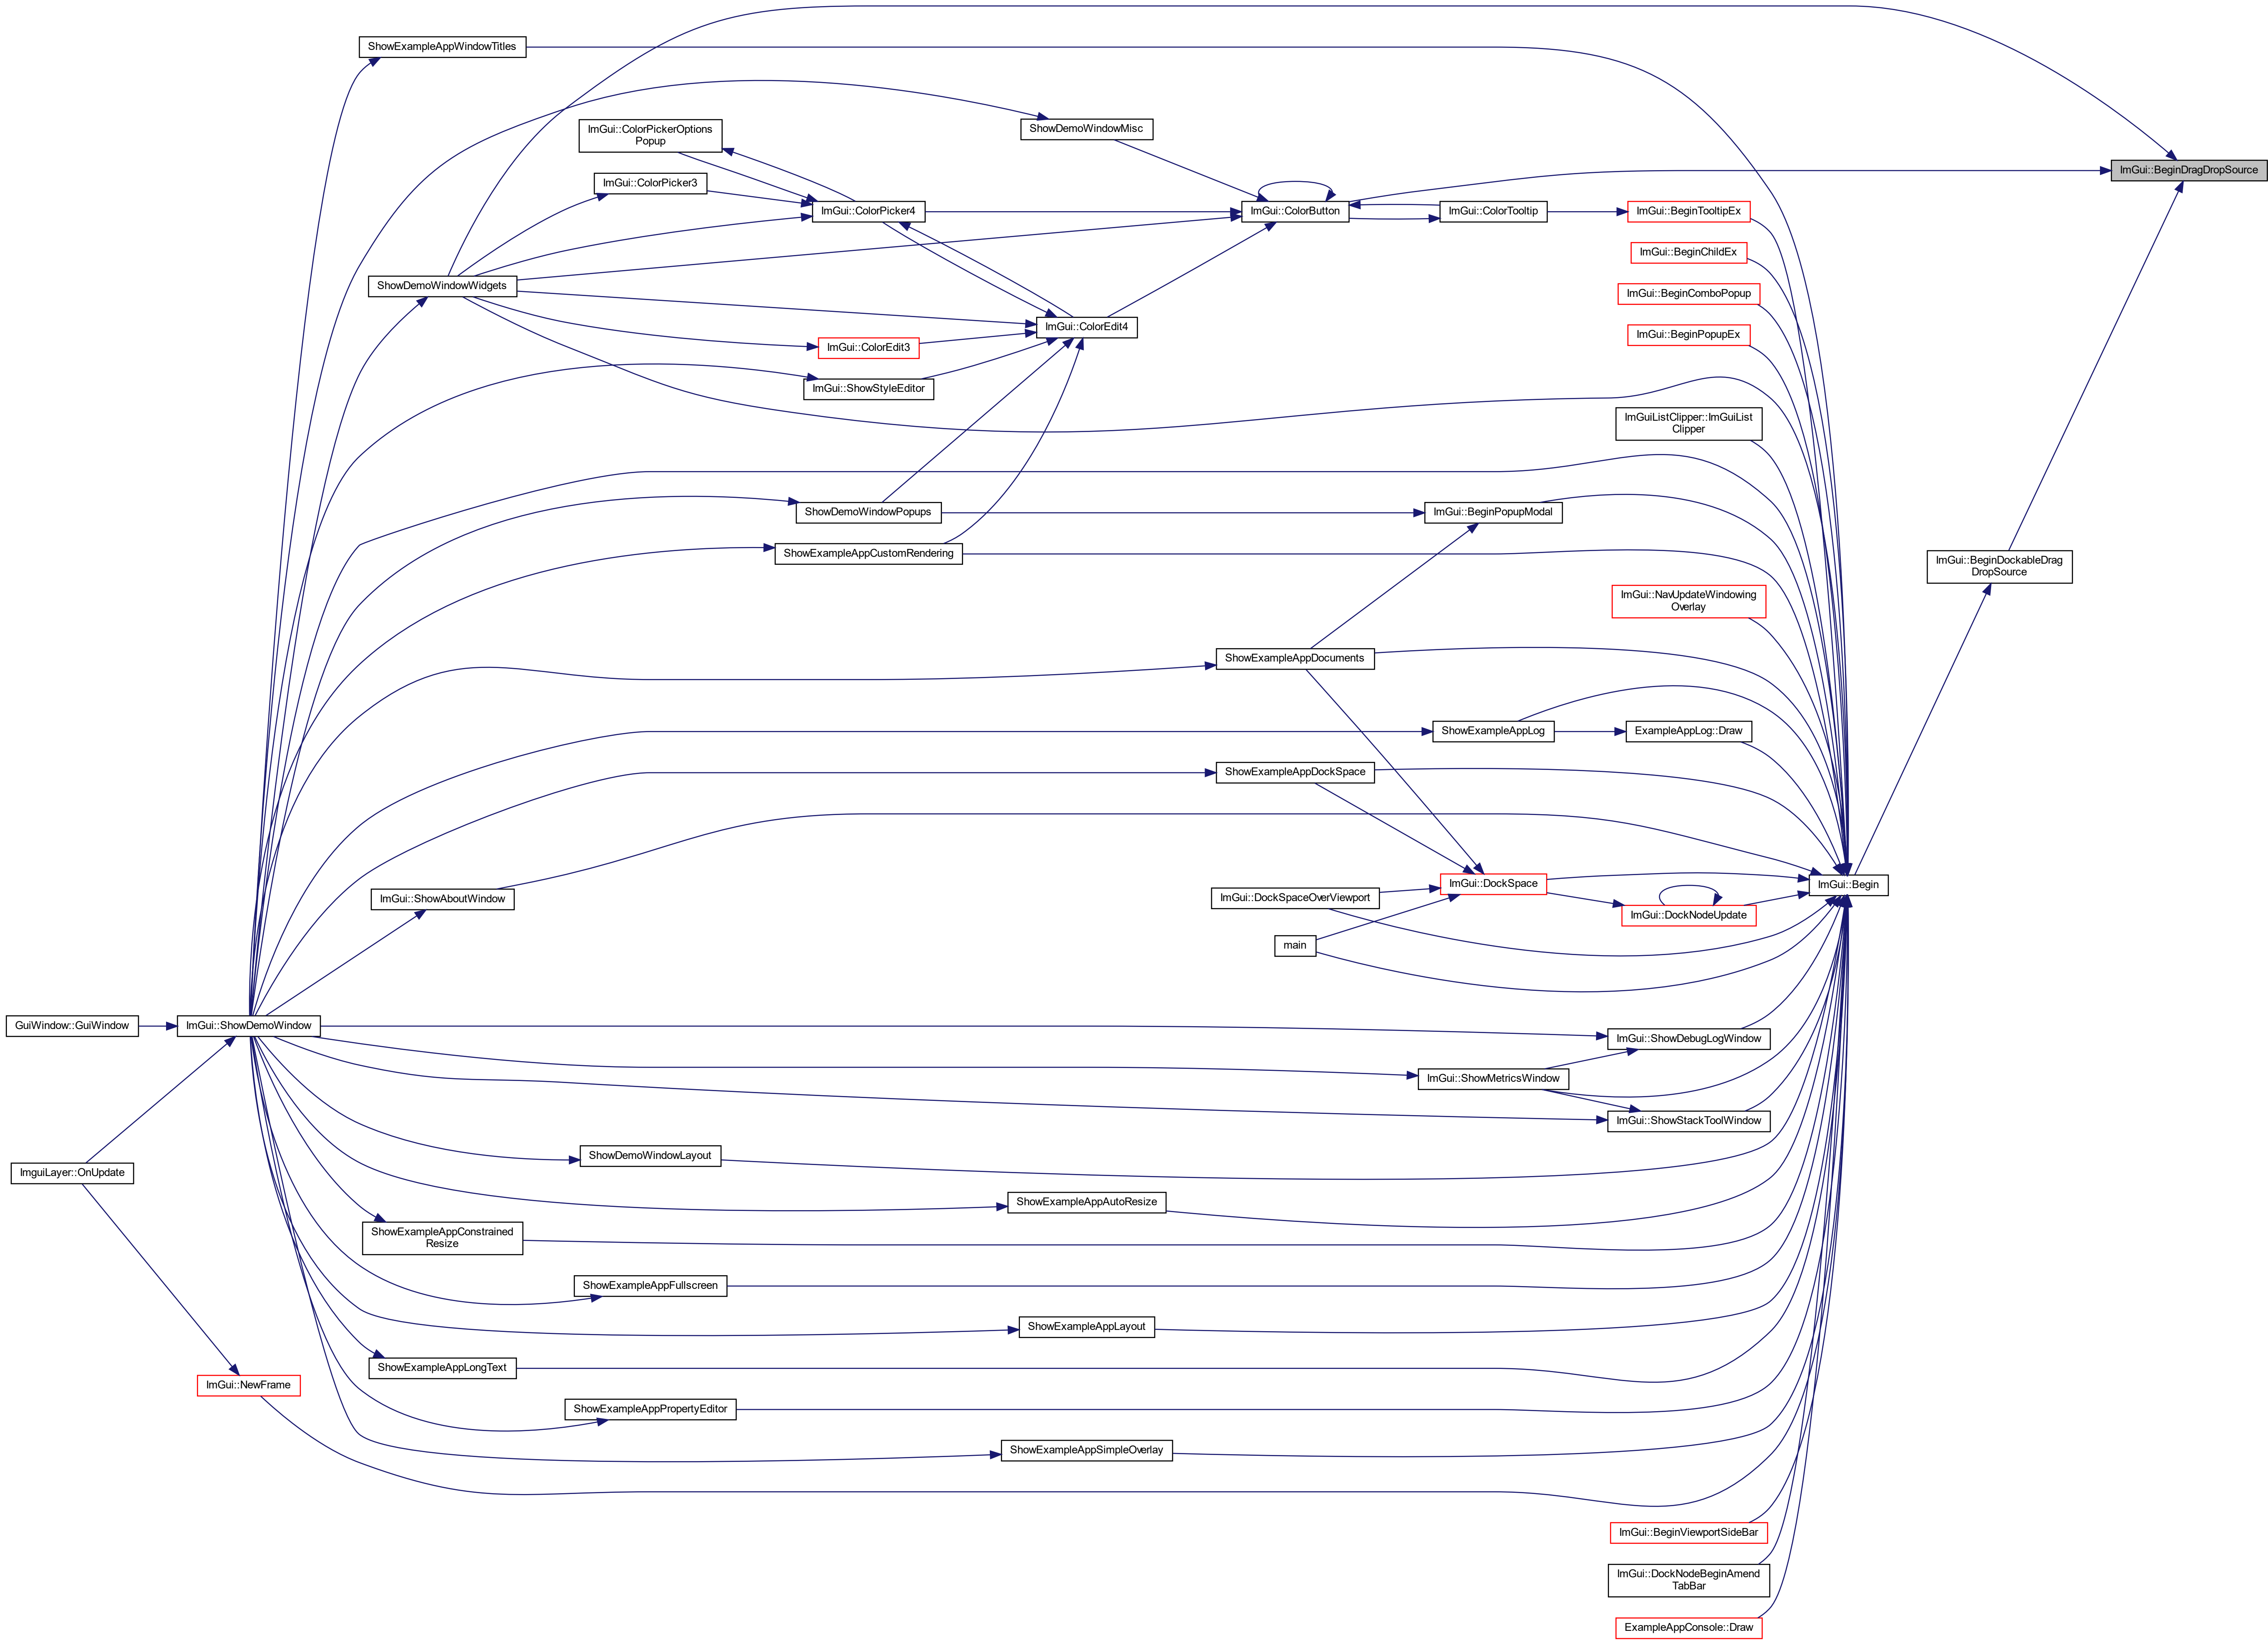 ShowExampleAppWindowTitles
ShowDemoWindowMisc
ImGui::ColorPickerOptions
Popup
ImGui::BeginDragDropSource
ImGui::ColorPicker3
ImGui::ColorPicker4
ImGui::ColorButton
ImGui::ColorTooltip
ImGui::BeginTooltipEx
ImGui::BeginChildEx
ShowDemoWindowWidgets
ImGui::BeginComboPopup
ImGui::ColorEdit4
ImGui::BeginPopupEx
ImGui::ColorEdit3
ImGui::ShowStyleEditor
ImGuiListClipper::ImGuiList
Clipper
ShowDemoWindowPopups
ImGui::BeginPopupModal
ShowExampleAppCustomRendering
ImGui::BeginDockableDrag
DropSource
ImGui::NavUpdateWindowing
Overlay
ShowExampleAppDocuments
ShowExampleAppLog
ExampleAppLog::Draw
ShowExampleAppDockSpace
ImGui::DockSpace
ImGui::Begin
ImGui::ShowAboutWindow
ImGui::DockSpaceOverViewport
ImGui::DockNodeUpdate
main
GuiWindow::GuiWindow
ImGui::ShowDemoWindow
ImGui::ShowDebugLogWindow
ImGui::ShowMetricsWindow
ImGui::ShowStackToolWindow
ShowDemoWindowLayout
ImguiLayer::OnUpdate
ShowExampleAppAutoResize
ShowExampleAppConstrained
Resize
ShowExampleAppFullscreen
ShowExampleAppLayout
ShowExampleAppLongText
ImGui::NewFrame
ShowExampleAppPropertyEditor
ShowExampleAppSimpleOverlay
ImGui::BeginViewportSideBar
ImGui::DockNodeBeginAmend
TabBar
ExampleAppConsole::Draw